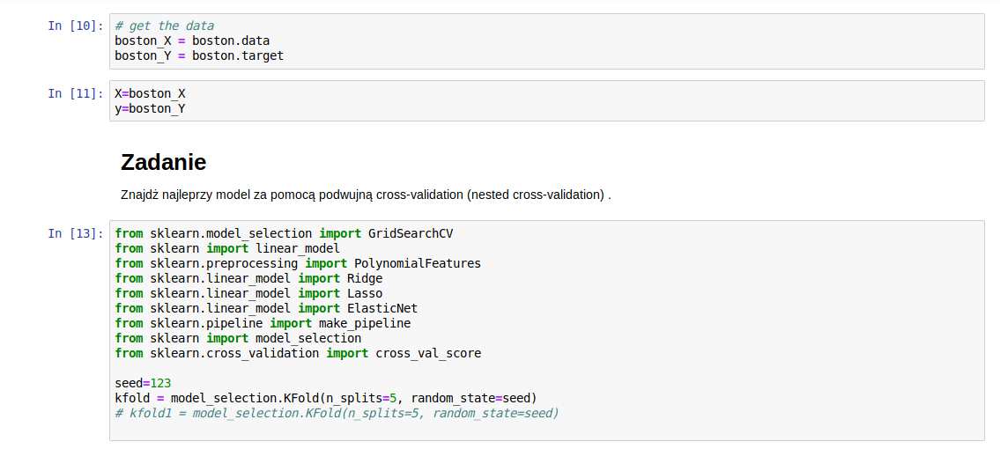 In [10]: # get the data
boston_X = boston.data
boston_Y = boston.target
In [11]: X=boston_X
y=boston_Y
Zadanie
Znajdż najleprzy model za pomocą podwujną cross-validation (nested cross-validation) .
In [13]: from sklearn.model_selection import GridSearchCV
from sklearn import linear_model
from sklearn.preprocessing import PolynomialFeatures
from sklearn.linear_model import Ridge
from sklearn.linear_model import Lasso
from sklearn.linear_model import ElasticNet
from sklearn.pipeline import make_pipeline
from sklearn import model_selection
from sklearn.cross_validation import cross_val_score
seed=123
kfold = model_selection.KFold(n_splits=5, random_state=seed)
# kfold1 = model_selection.KFold(n_splits=5, random_state=seed)